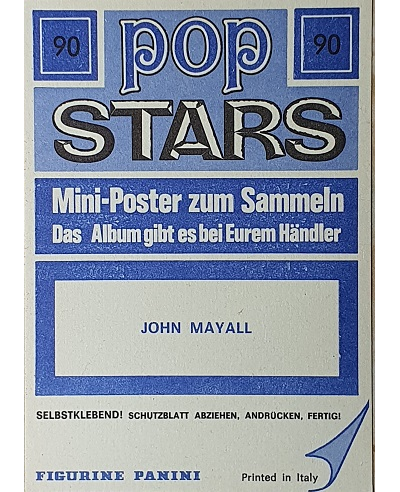 90 pop 90
STARS
Mini-Poster zum Sammeln
Das Album gibt es bei Eurem Händler
JOHN MAYALL
SELBSTKLEBEND! SCHUTZBLATT ABZIEHEN, ANDRÜCKEN, FERTIG!
FIGURINE PANINI Printed in Italy